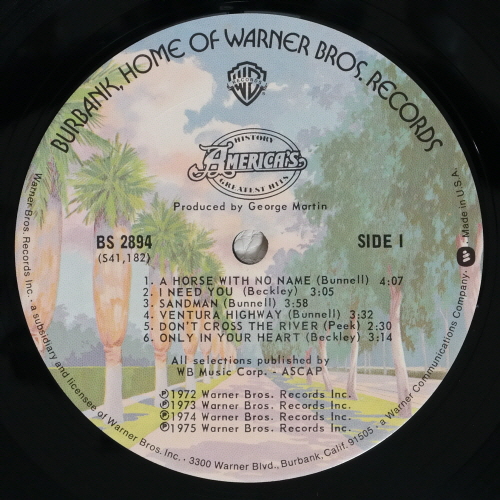 BURBANK, HOME OF WARNER BROS. RECORDS
WB
RECORDS
HISTORY
AMERICA'S
GREATEST HITS
Produced by George Martin
BS 2894
(S41,182)
SIDE 1
1. A HORSE WITH NO NAME (Bunnell) 4:07
2. I NEED YOU (Beckley) 3:05
3. SANDMAN (Bunnell) 3:58
4. VENTURA HIGHWAY (Bunnell) 3:32
5. DON'T CROSS THE RIVER (Peek) 2:30
6. ONLY IN YOUR HEART (Beckley) 3:14
All selections published by
WB Music Corp. - ASCAP
℗1972 Warner Bros. Records Inc.
℗1973 Warner Bros. Records Inc.
℗1974 Warner Bros. Records Inc.
℗1975 Warner Bros. Records Inc.
Warner Bros. Records Inc. - a subsidiary and licensee of Warner Bros. Inc. - 3300 Warner Blvd., Burbank, Calif. 91505 - a Warner Communications Company. - Made in U.S.A.